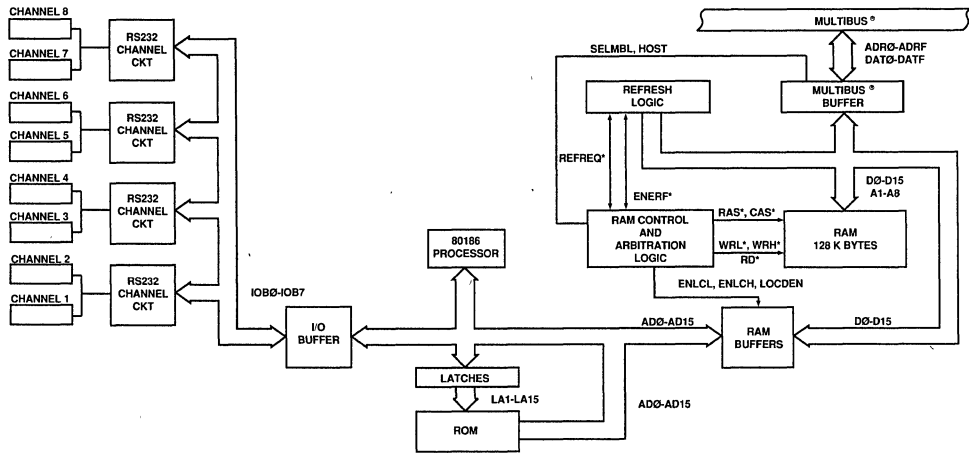 CHANNEL 8
CHANNEL 7
RS232
CHANNEL
CKT
CHANNEL 6
CHANNEL 5
RS232
CHANNEL
CKT
CHANNEL 4
CHANNEL 3
RS232
CHANNEL
CKT
CHANNEL 2
CHANNEL 1
RS232
CHANNEL
CKT
IOBØ-IOB7
I/O
BUFFER
80186
PROCESSOR
LATCHES
LA1-LA15
ROM
ADØ-AD15
ADØ-AD15
MULTIBUS ®
ADRØ-ADRF
DATØ-DATF
SELMBL, HOST
MULTIBUS ®
BUFFER
REFRESH
LOGIC
REFREQ*
ENERF*
DØ-D15
A1-A8
RAM CONTROL
AND
ARBITRATION
LOGIC
RAS*, CAS*
WRL*, WRH*
RD*
RAM
128 K BYTES
ENLCL, ENLCH, LOCDEN
RAM
BUFFERS
DØ-D15